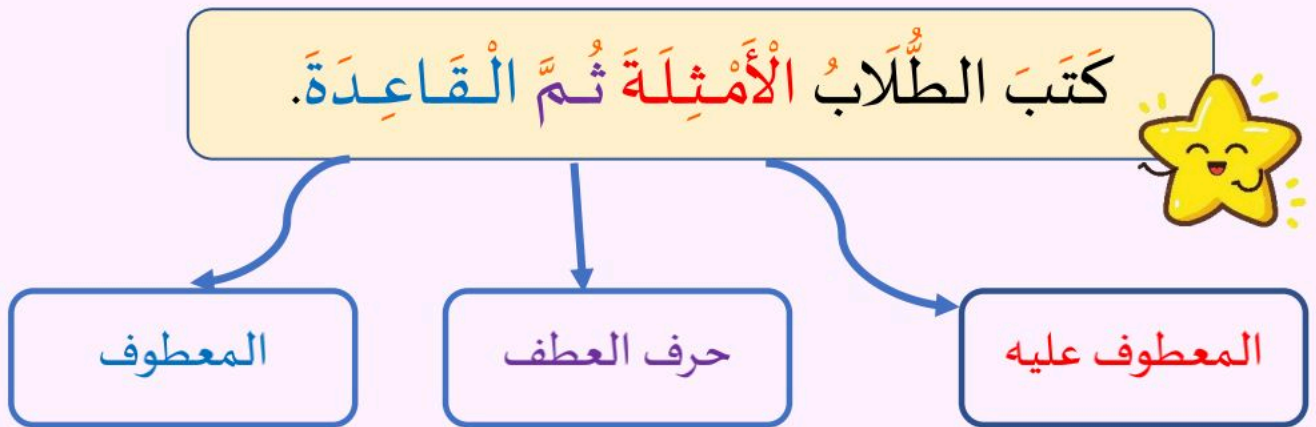 كَتَبَ الطُّلَابُ الْأَمْثِلَةَ ثُمَّ الْقَاعِدَةَ.
المعطوف عليه
حرف العطف
المعطوف